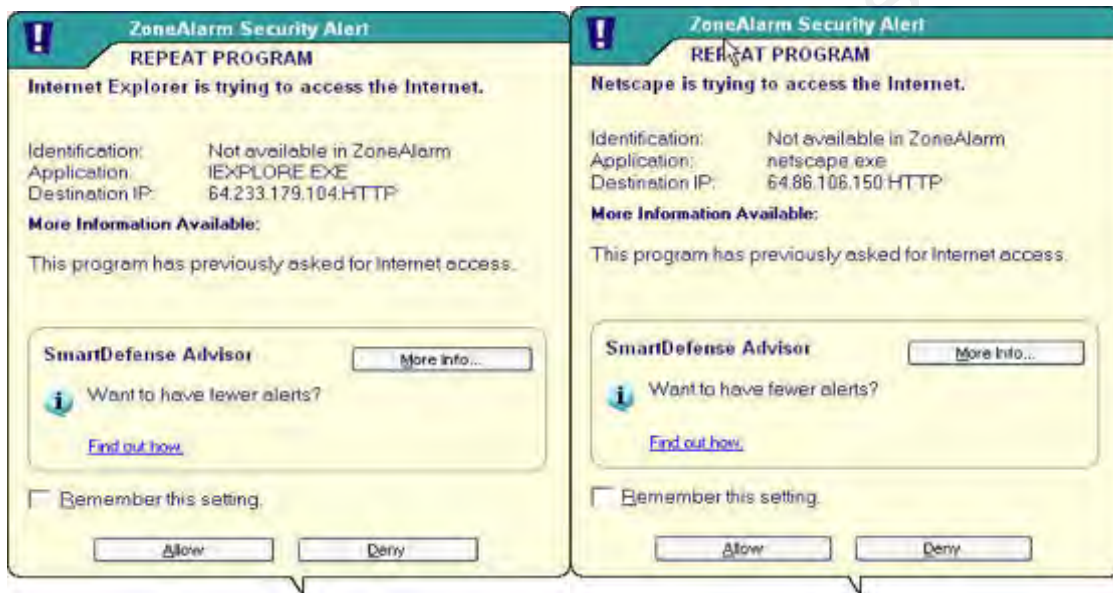 ZoneAlarm Security Alert
REPEAT PROGRAM
Internet Explorer is trying to access the Internet.
Identification: Not available in ZoneAlarm
Application: IEXPLORE.EXE
Destination IP: 64.233.179.104:HTTP
More Information Available:
This program has previously asked for Internet access.
SmartDefense Advisor
More Info...
Want to have fewer alerts?
Find out how.
Remember this setting.
Allow Deny
ZoneAlarm Security Alert
REPEAT PROGRAM
Netscape is trying to access the Internet.
Identification: Not available in ZoneAlarm
Application: netscape.exe
Destination IP: 64.86.106.150:HTTP
More Information Available:
This program has previously asked for Internet access.
SmartDefense Advisor
More Info...
Want to have fewer alerts?
Find out how.
Remember this setting.
Allow Deny